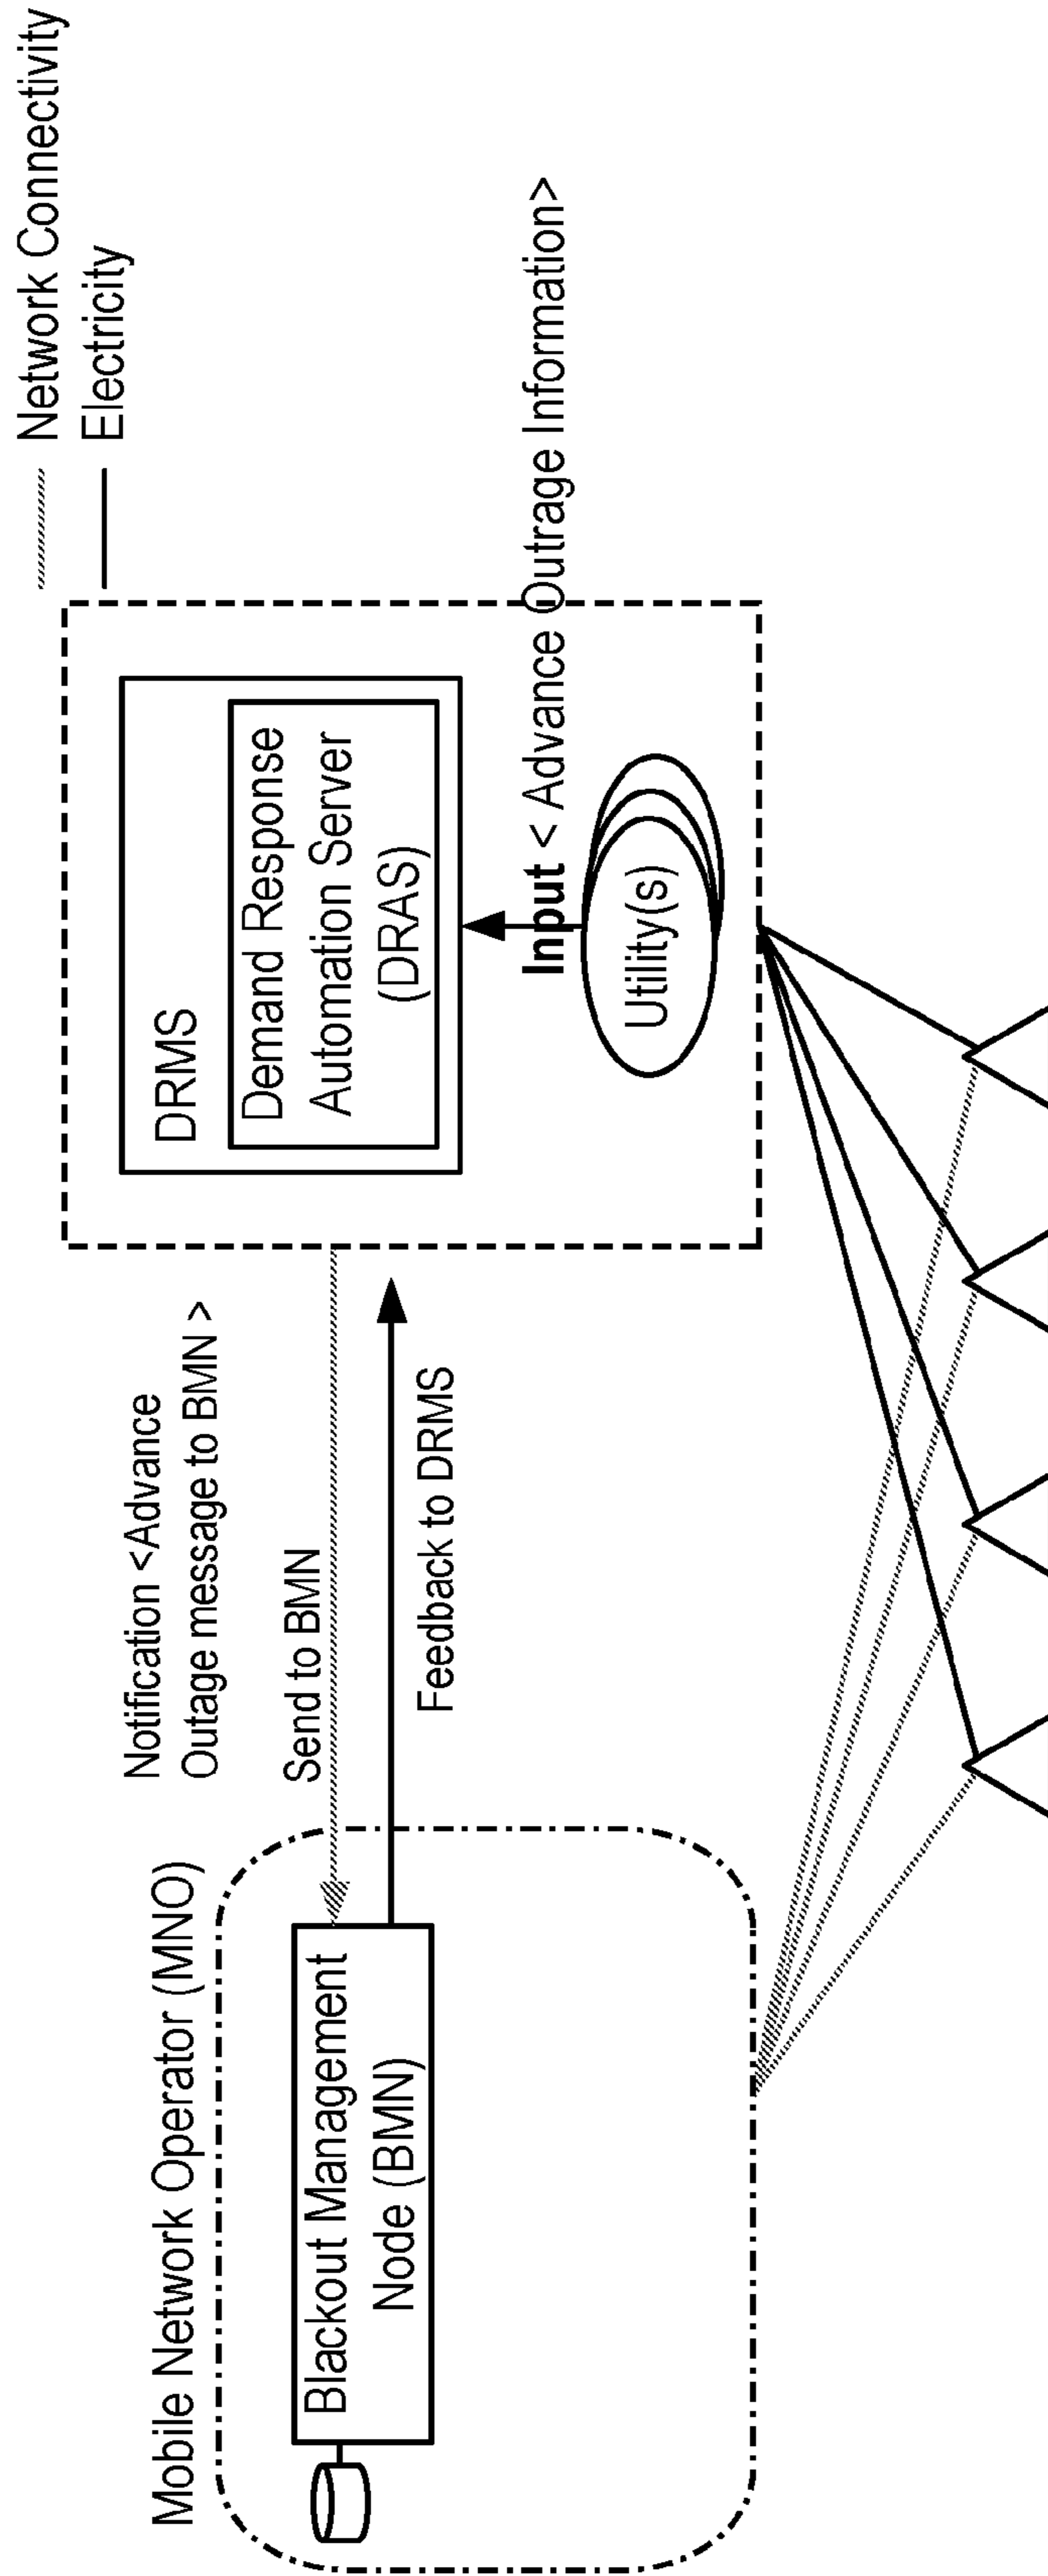 Network Connectivity
Electricity
Mobile Network Operator (MNO)
Blackout Management
Node (BMN)
Notification <Advance
Outage message to BMN >
Send to BMN
Feedback to DRMS
DRMS
Demand Response
Automation Server
(DRAS)
Input < Advance Outrage Information>
Utility(s)